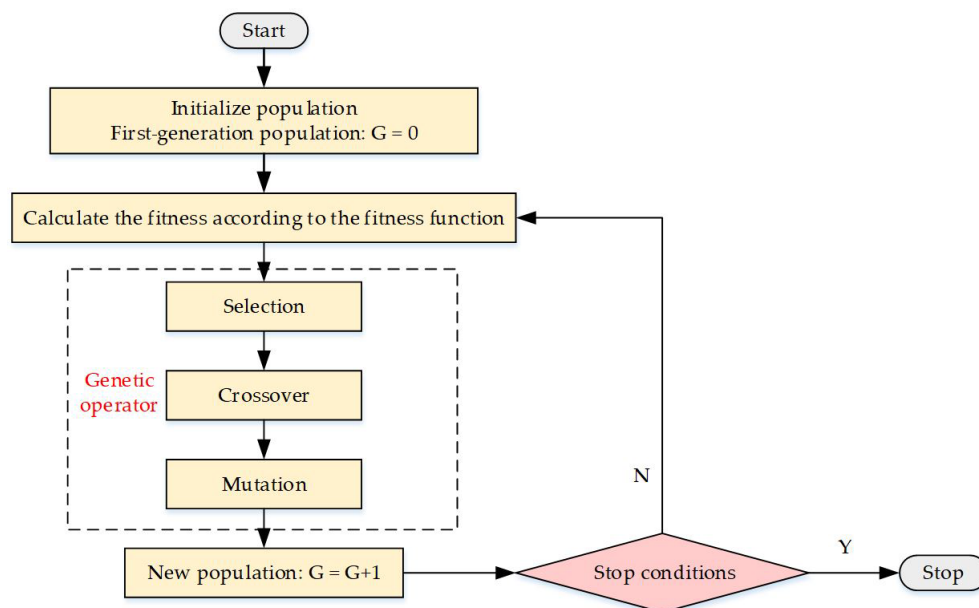 Start
Initialize population
First-generation population: G = 0
Calculate the fitness according to the fitness function
Selection
Genetic
operator
Crossover
Mutation
N
New population: G = G+1
Stop conditions
Y
Stop